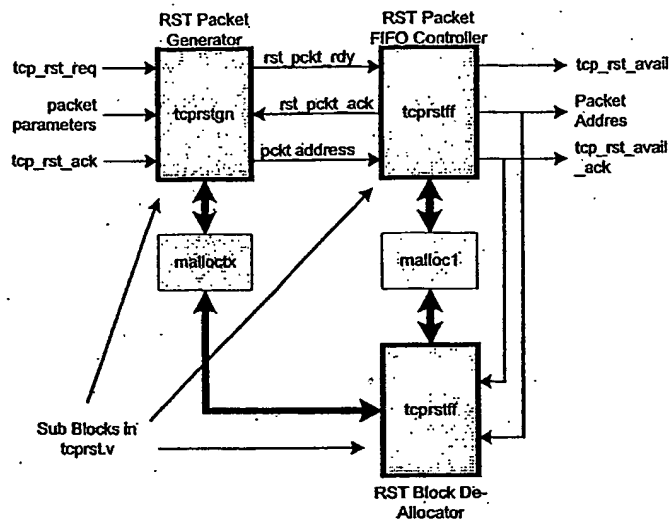 RST Packet
Generator
RST Packet
FIFO Controller
tcp_rst_req
rst_pckt_rdy
tcp_rst_avail
packet
parameters
tcprstgn
rst_pckt_ack
tcprstff
Packet
Addres
tcp_rst_ack
pckt address
tcp_rst_avail
_ack
malloctx
malloc1
tcprstff
Sub Blocks in
tcprst.v
RST Block De-
Allocator